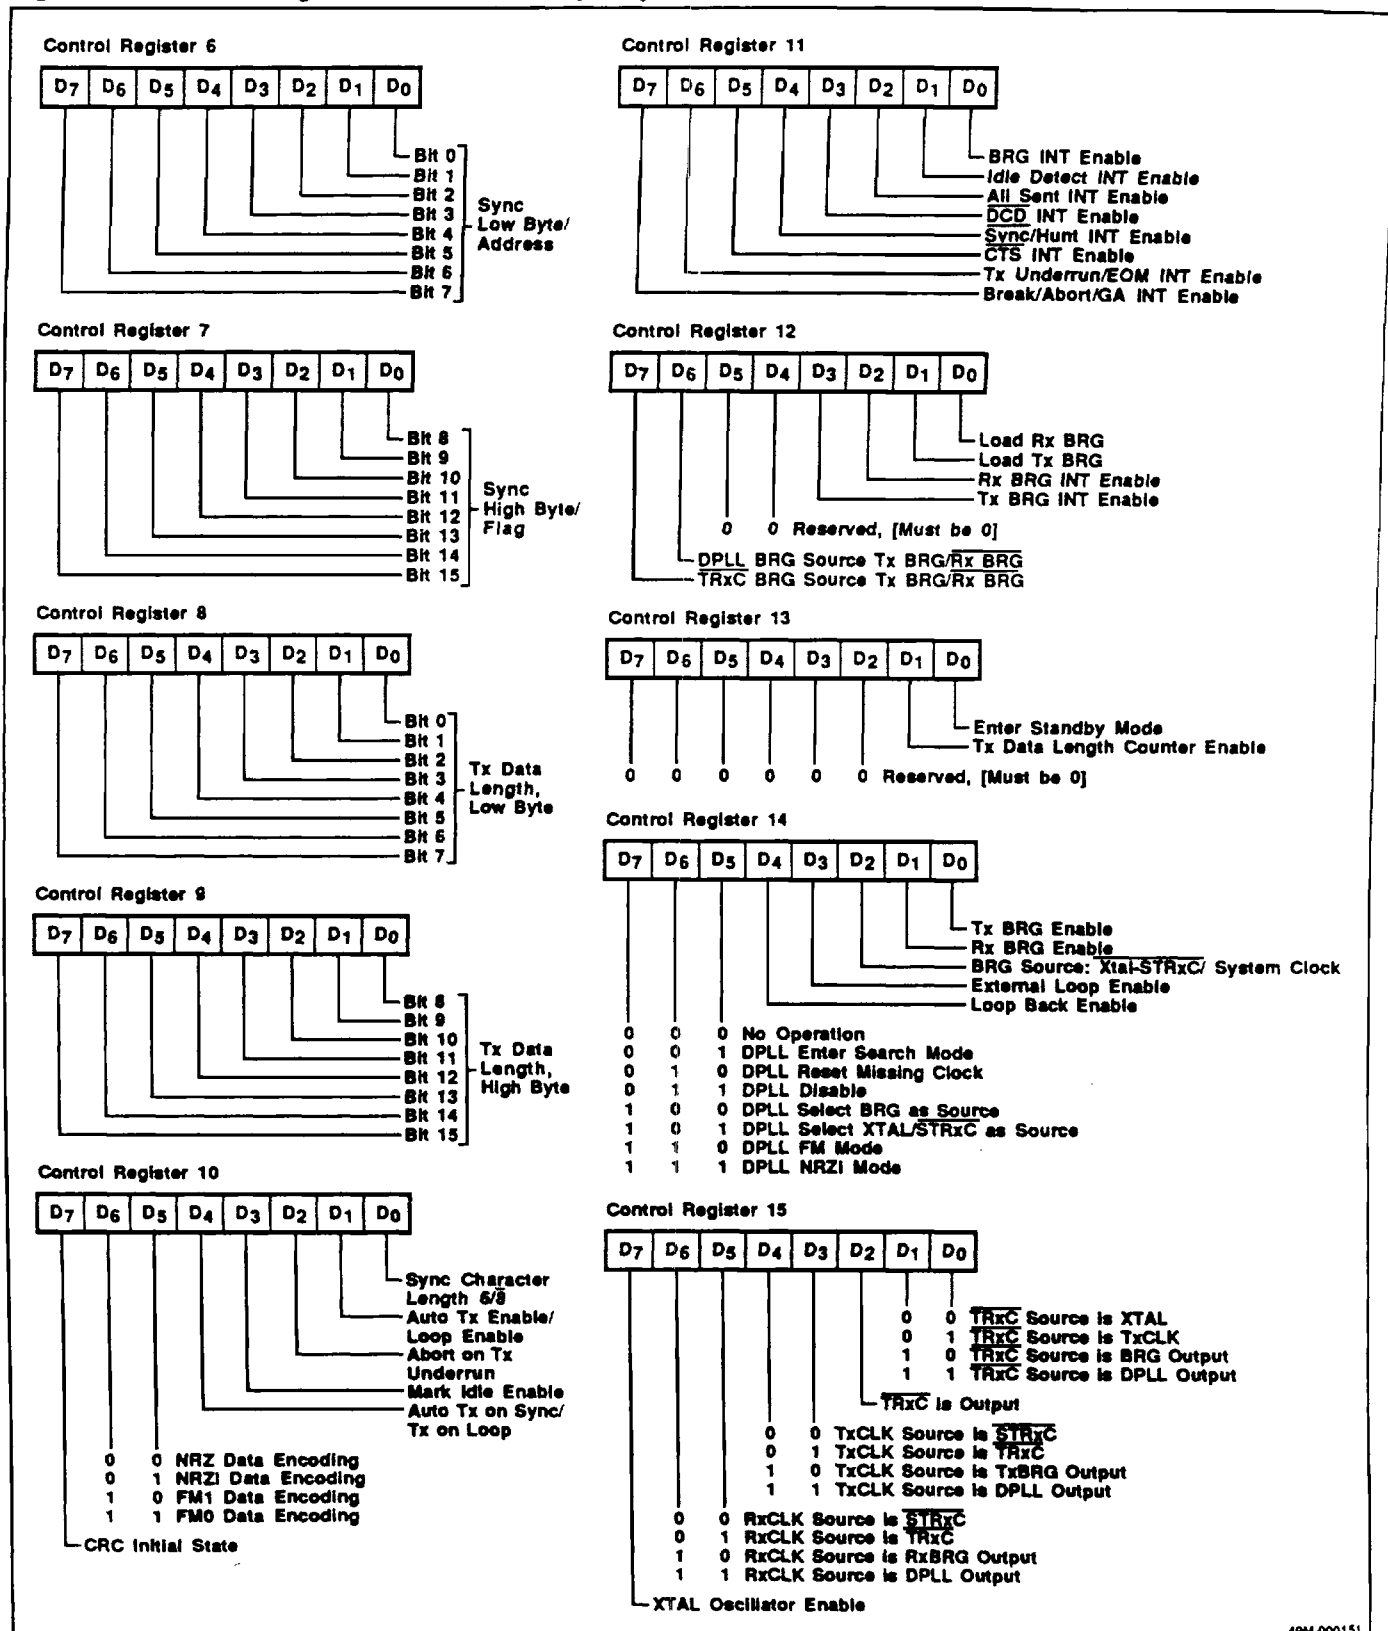 Control Register 6
D7 D6 D5 D4 D3 D2 D1 D0
Bit 0
Bit 1
Bit 2
Bit 3
Bit 4
Bit 5
Bit 6
Bit 7
Sync
Low Byte/
Address
Control Register 7
D7 D6 D5 D4 D3 D2 D1 D0
Bit 8
Bit 9
Bit 10
Bit 11
Bit 12
Bit 13
Bit 14
Bit 15
Sync
High Byte/
Flag
Control Register 8
D7 D6 D5 D4 D3 D2 D1 D0
Bit 0
Bit 1
Bit 2
Bit 3
Bit 4
Bit 5
Bit 6
Bit 7
Tx Data
Length,
Low Byte
Control Register 9
D7 D6 D5 D4 D3 D2 D1 D0
Bit 8
Bit 9
Bit 10
Bit 11
Bit 12
Bit 13
Bit 14
Bit 15
Tx Data
Length,
High Byte
Control Register 10
D7 D6 D5 D4 D3 D2 D1 D0
Sync Character
Length 6/8̅
Auto Tx Enable/
Loop Enable
Abort on Tx
Underrun
Mark Idle Enable
Auto Tx on Sync/
Tx on Loop
0 0 NRZ Data Encoding
0 1 NRZI Data Encoding
1 0 FM1 Data Encoding
1 1 FM0 Data Encoding
CRC Initial State
Control Register 11
D7 D6 D5 D4 D3 D2 D1 D0
BRG INT Enable
Idle Detect INT Enable
All Sent INT Enable
D̅C̅D̅ INT Enable
S̅y̅n̅c̅/Hunt INT Enable
C̅T̅S̅ INT Enable
Tx Underrun/EOM INT Enable
Break/Abort/GA INT Enable
Control Register 12
D7 D6 D5 D4 D3 D2 D1 D0
Load Rx BRG
Load Tx BRG
Rx BRG INT Enable
Tx BRG INT Enable
0 0 Reserved, [Must be 0]
DPLL BRG Source Tx BRG/R̅x̅ B̅R̅G̅
T̅R̅x̅C̅ BRG Source Tx BRG/R̅x̅ B̅R̅G̅
Control Register 13
D7 D6 D5 D4 D3 D2 D1 D0
Enter Standby Mode
Tx Data Length Counter Enable
0 0 0 0 0 0 Reserved, [Must be 0]
Control Register 14
D7 D6 D5 D4 D3 D2 D1 D0
Tx BRG Enable
Rx BRG Enable
BRG Source: X̅t̅a̅l̅-̅S̅T̅R̅x̅C̅/ System Clock
External Loop Enable
Loop Back Enable
0 0 0 No Operation
0 0 1 DPLL Enter Search Mode
0 1 0 DPLL Reset Missing Clock
0 1 1 DPLL Disable
1 0 0 DPLL Select BRG as Source
1 0 1 DPLL Select XTAL/S̅T̅R̅x̅C̅ as Source
1 1 0 DPLL FM Mode
1 1 1 DPLL NRZI Mode
Control Register 15
D7 D6 D5 D4 D3 D2 D1 D0
0 0 T̅R̅x̅C̅ Source is XTAL
0 1 T̅R̅x̅C̅ Source is TxCLK
1 0 T̅R̅x̅C̅ Source is BRG Output
1 1 T̅R̅x̅C̅ Source is DPLL Output
T̅R̅x̅C̅ is Output
0 0 TxCLK Source is S̅T̅R̅x̅C̅
0 1 TxCLK Source is T̅R̅x̅C̅
1 0 TxCLK Source is TxBRG Output
1 1 TxCLK Source is DPLL Output
0 0 RxCLK Source is S̅T̅R̅x̅C̅
0 1 RxCLK Source is T̅R̅x̅C̅
1 0 RxCLK Source is RxBRG Output
1 1 RxCLK Source is DPLL Output
XTAL Oscillator Enable